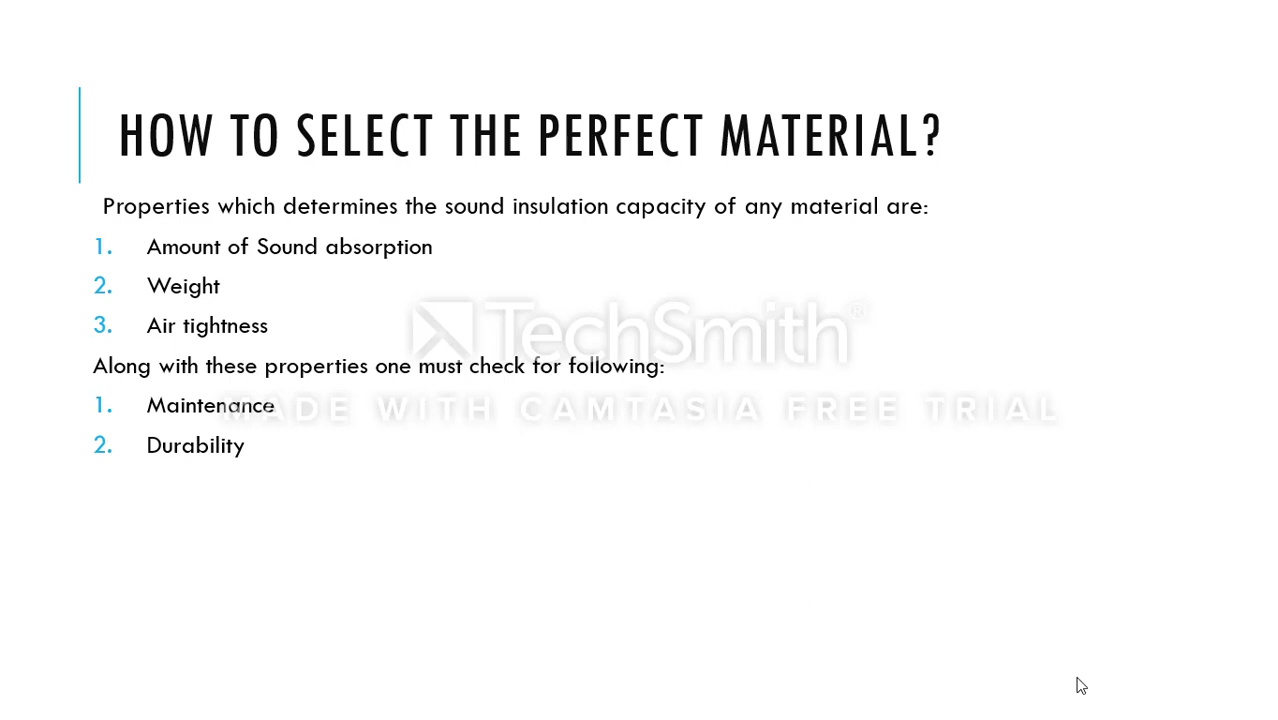 HOW TO SELECT THE PERFECT MATERIAL?
Properties which determines the sound insulation capacity of any material are:
1. Amount of Sound absorption
2. Weight
3. Air tightness
TechSmith®
Along with these properties one must check for following:
1. Maintenance
MADE WITH CAMTASIA FREE TRIAL
2. Durability